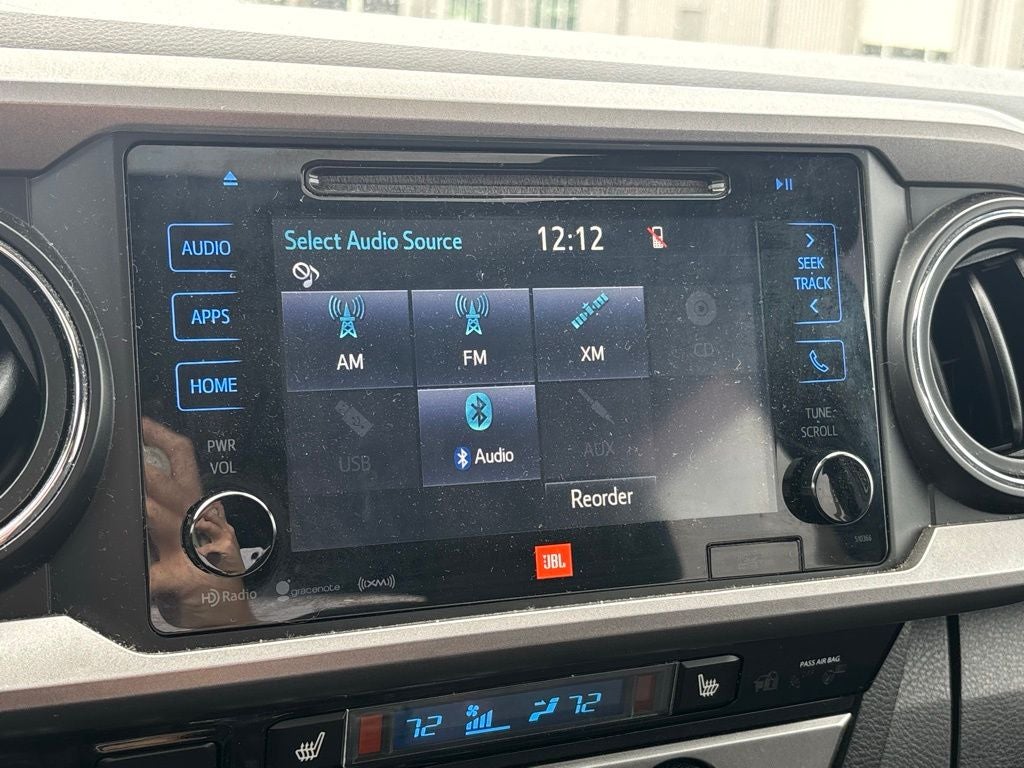 Select Audio Source 12:12
AUDIO
APPS
HOME
PWR
VOL
AM FM XM CD
USB Audio AUX
Reorder
SEEK
TRACK
TUNE
SCROLL
JBL
510366
HD Radio gracenote ((XM))
PASS AIR BAG
72 72